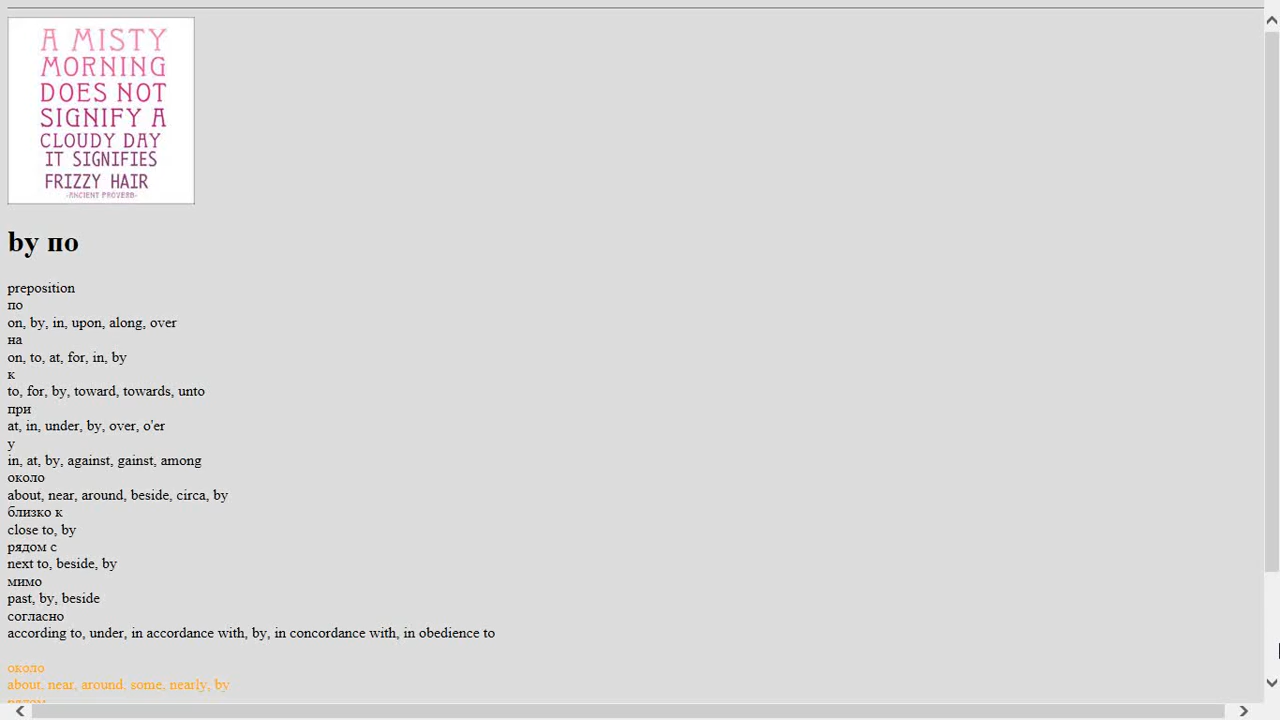 A MISTY
MORNING
DOES NOT
SIGNIFY A
CLOUDY DAY
IT SIGNIFIES
FRIZZY HAIR
-ANCIENT PROVERB-
by по
preposition
по
on, by, in, upon, along, over
на
on, to, at, for, in, by
к
to, for, by, toward, towards, unto
при
at, in, under, by, over, o'er
у
in, at, by, against, gainst, among
около
about, near, around, beside, circa, by
близко к
close to, by
рядом с
next to, beside, by
мимо
past, by, beside
согласно
according to, under, in accordance with, by, in concordance with, in obedience to
около
about, near, around, some, nearly, by